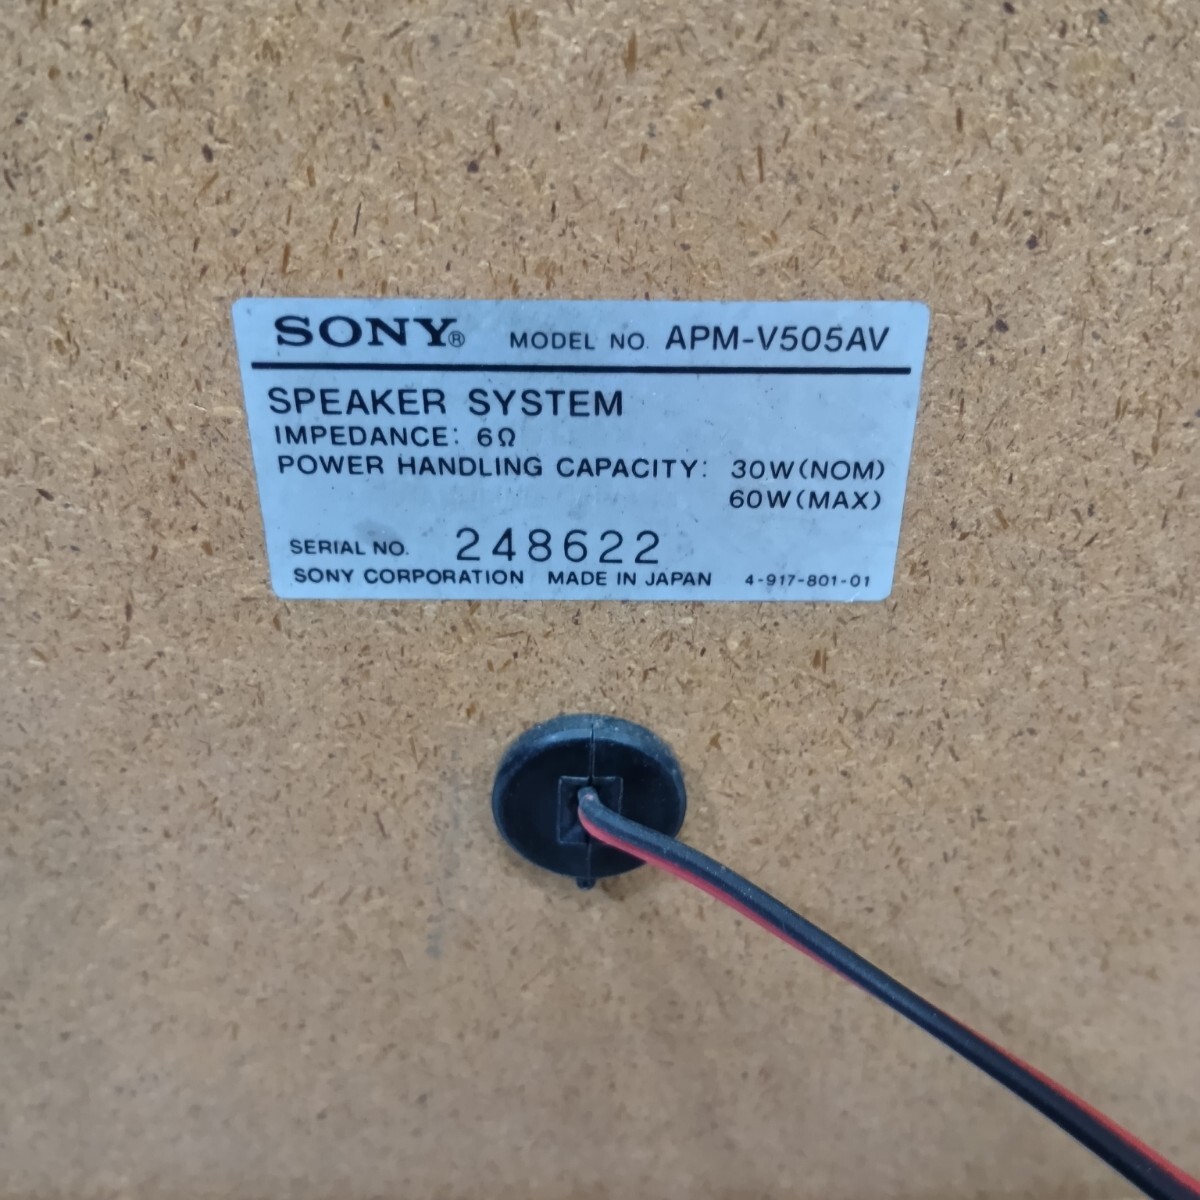 SONY® MODEL NO. APM-V505AV
SPEAKER SYSTEM
IMPEDANCE: 6Ω
POWER HANDLING CAPACITY: 30W(NOM)
60W(MAX)
SERIAL NO. 248622
SONY CORPORATION MADE IN JAPAN 4-917-801-01